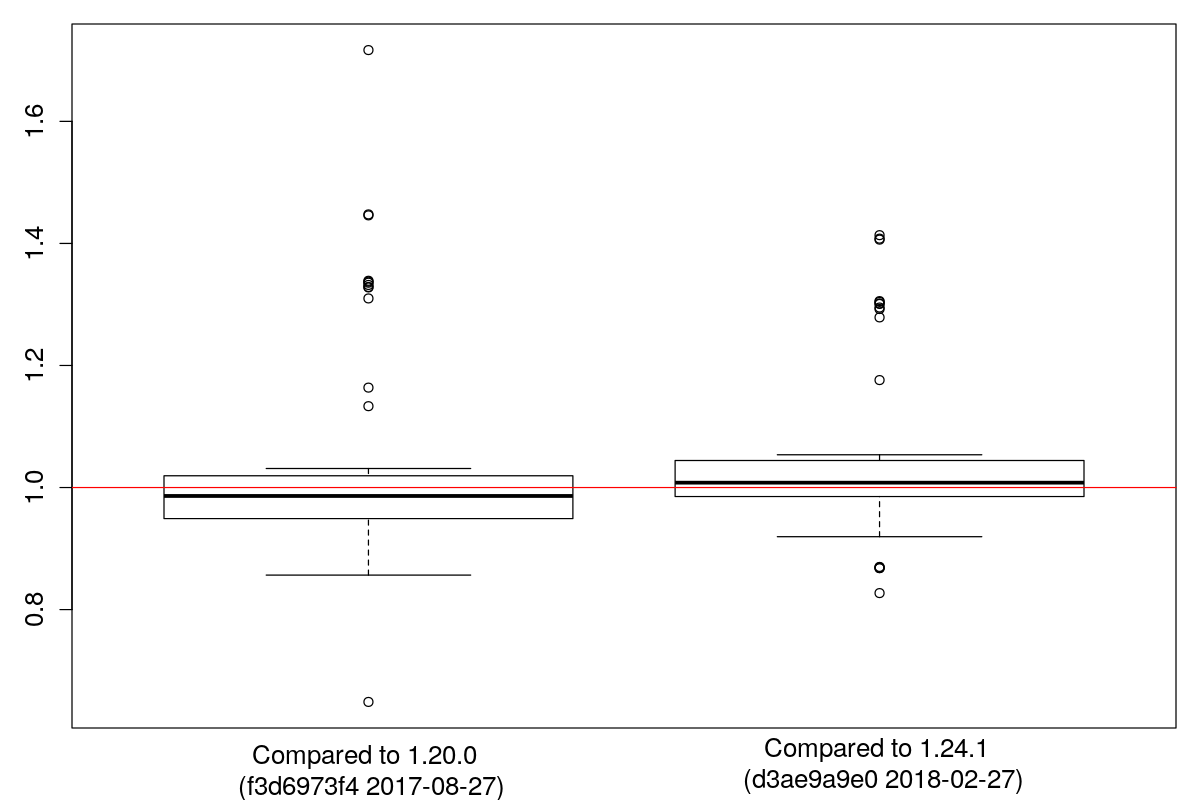 1.6
1.4
1.2
1.0
0.8
Compared to 1.20.0
(f3d6973f4 2017-08-27)
Compared to 1.24.1
(d3ae9a9e0 2018-02-27)